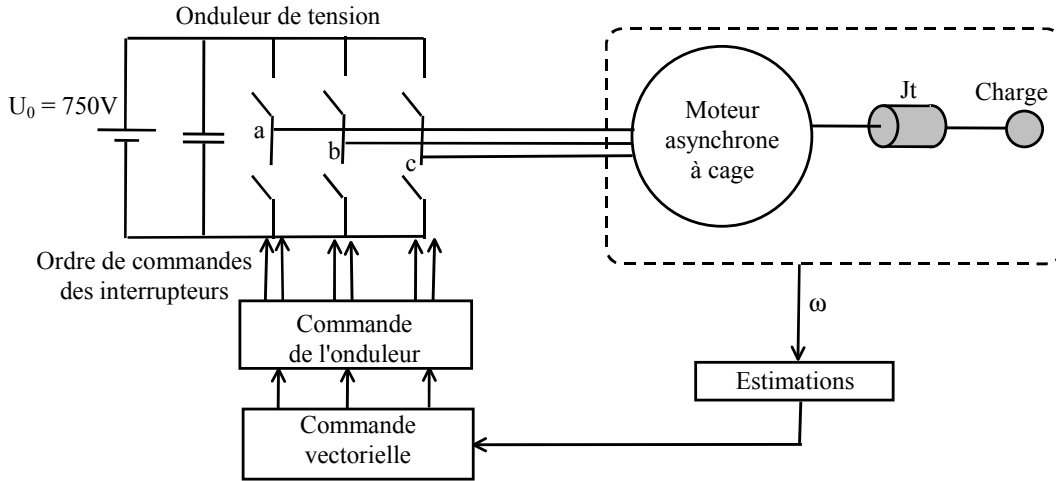 Onduleur de tension
U₀ = 750V
a
b
c
Moteur
asynchrone
à cage
Jt
Charge
Ordre de commandes
des interrupteurs
Commande
de l'onduleur
ω
Estimations
Commande
vectorielle